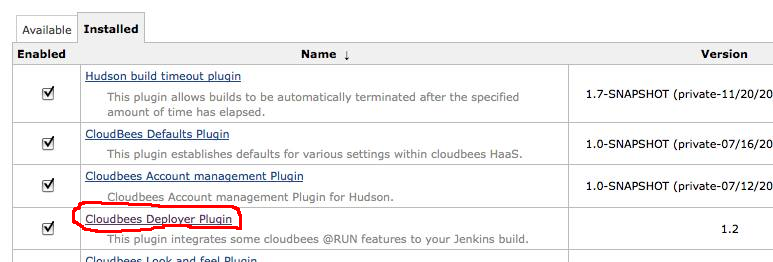 Available Installed
Enabled Name ↓ Version
Hudson build timeout plugin
This plugin allows builds to be automatically terminated after the specified
amount of time has elapsed.
1.7-SNAPSHOT (private-11/20/20
CloudBees Defaults Plugin
This plugin establishes defaults for various settings within cloudbees HaaS.
1.0-SNAPSHOT (private-07/16/20
Cloudbees Account management Plugin
Cloudbees Account management Plugin for Hudson.
1.0-SNAPSHOT (private-07/12/20
Cloudbees Deployer Plugin
This plugin integrates some cloudbees @RUN features to your Jenkins build.
1.2
Cloudbees Look and feel Plugin